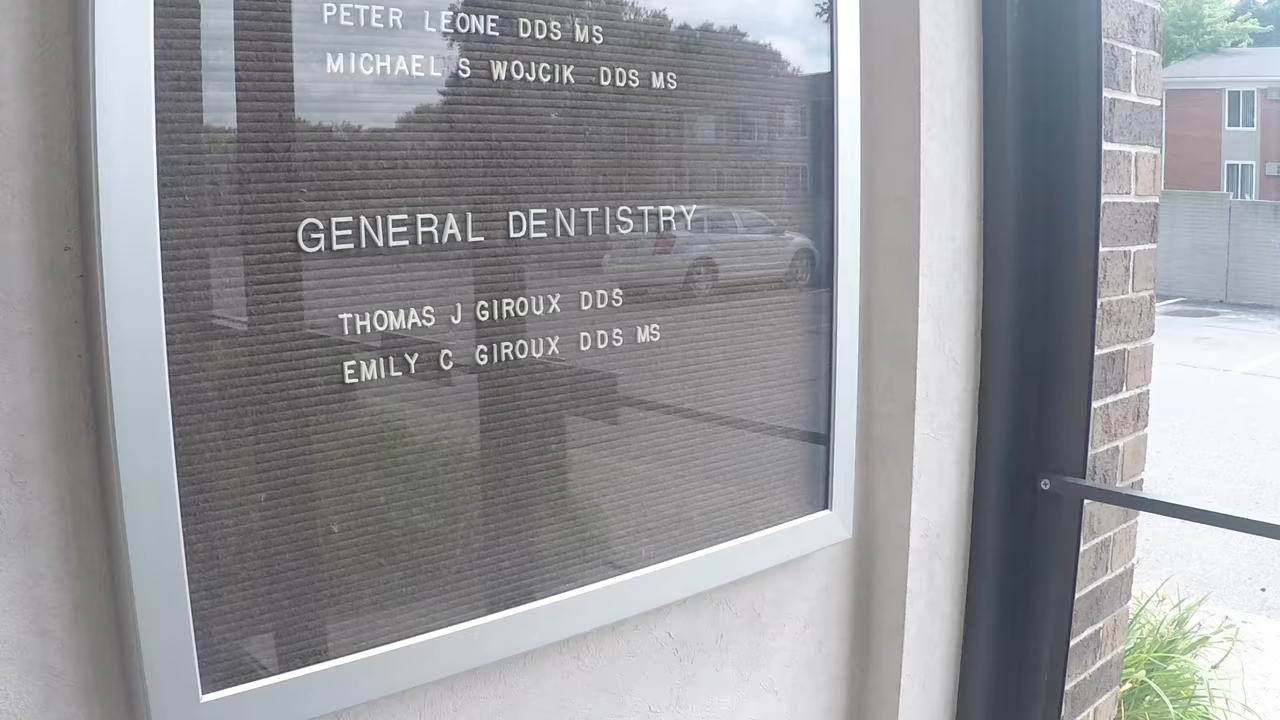 PETER LEONE DDS MS
MICHAEL S WOJCIK DDS MS
GENERAL DENTISTRY
THOMAS J GIROUX DDS
EMILY C GIROUX DDS MS